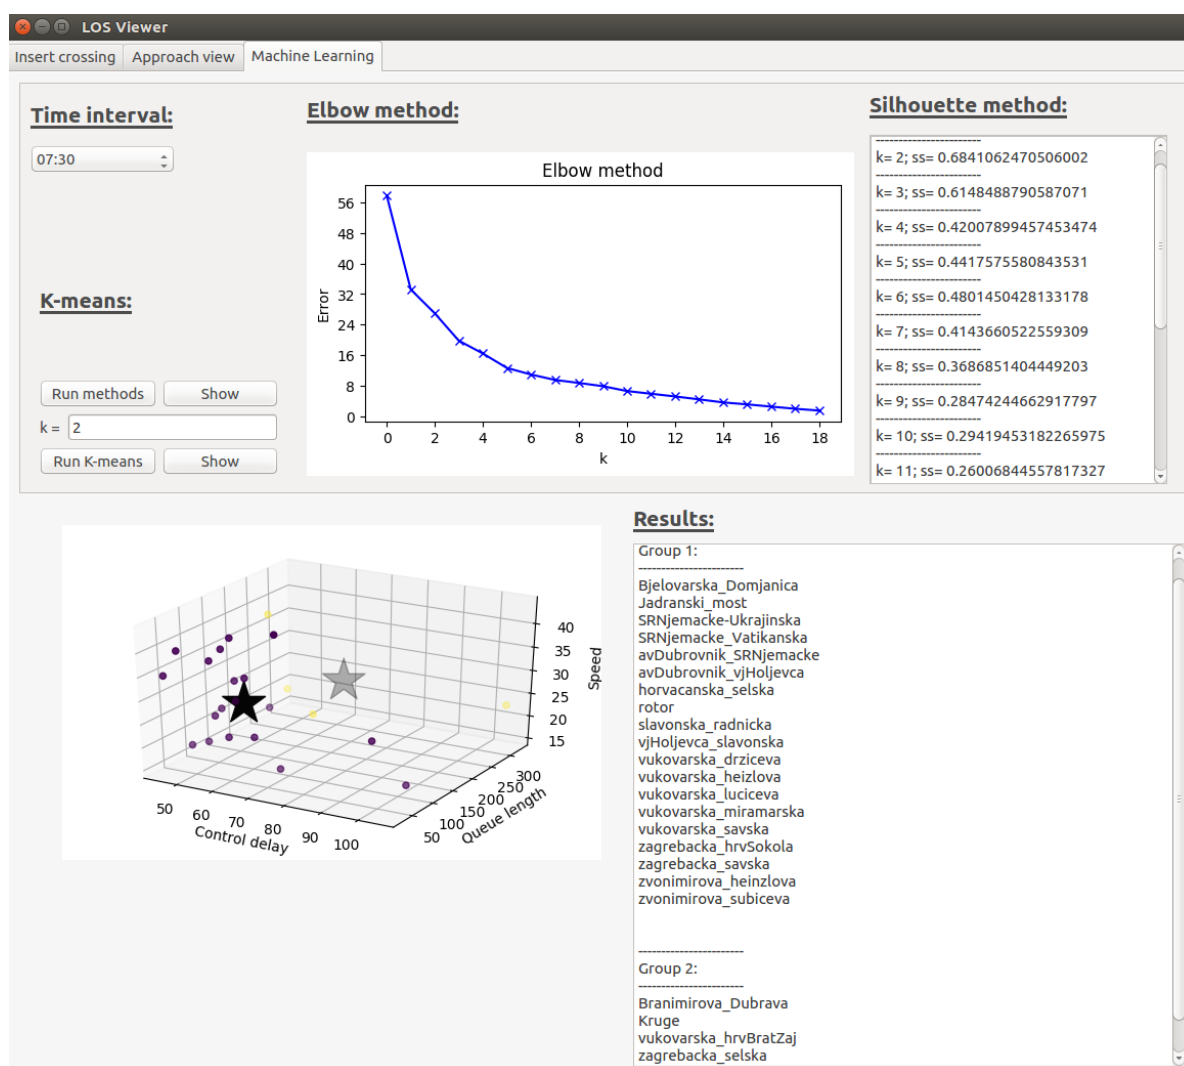 LOS Viewer
Insert crossing Approach view Machine Learning
Time interval:
07:30
K-means:
Run methods Show
k = 2
Run K-means Show
Elbow method:
Elbow method
56
48
40
32
24
16
8
0
Error
0 2 4 6 8 10 12 14 16 18
k
Silhouette method:
-----------------------
k= 2; ss= 0.6841062470506002
-----------------------
k= 3; ss= 0.6148488790587071
-----------------------
k= 4; ss= 0.42007899457453474
-----------------------
k= 5; ss= 0.4417575580843531
-----------------------
k= 6; ss= 0.4801450428133178
-----------------------
k= 7; ss= 0.4143660522559309
-----------------------
k= 8; ss= 0.3686851404449203
-----------------------
k= 9; ss= 0.28474244662917797
-----------------------
k= 10; ss= 0.29419453182265975
-----------------------
k= 11; ss= 0.26006844557817327
40
35
30
25
20
15
Speed
50 60 70 80 90 100
Control delay
50 100 150 200 250 300
Queue length
Results:
Group 1:
-----------------------
Bjelovarska_Domjanica
Jadranski_most
SRNjemacke-Ukrajinska
SRNjemacke_Vatikanska
avDubrovnik_SRNjemacke
avDubrovnik_vjHoljevca
horvacanska_selska
rotor
slavonska_radnicka
vjHoljevca_slavonska
vukovarska_drziceva
vukovarska_heizlova
vukovarska_luciceva
vukovarska_miramarska
vukovarska_savska
zagrebacka_hrvSokola
zagrebacka_savska
zvonimirova_heinzlova
zvonimirova_subiceva
-----------------------
Group 2:
-----------------------
Branimirova_Dubrava
Kruge
vukovarska_hrvBratZaj
zagrebacka_selska